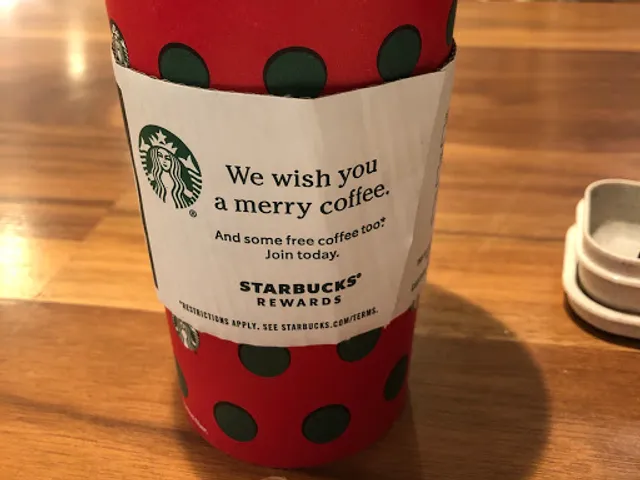 We wish you
a merry coffee.
And some free coffee too.*
Join today.
STARBUCKS®
REWARDS
*RESTRICTIONS APPLY. SEE STARBUCKS.COM/TERMS.